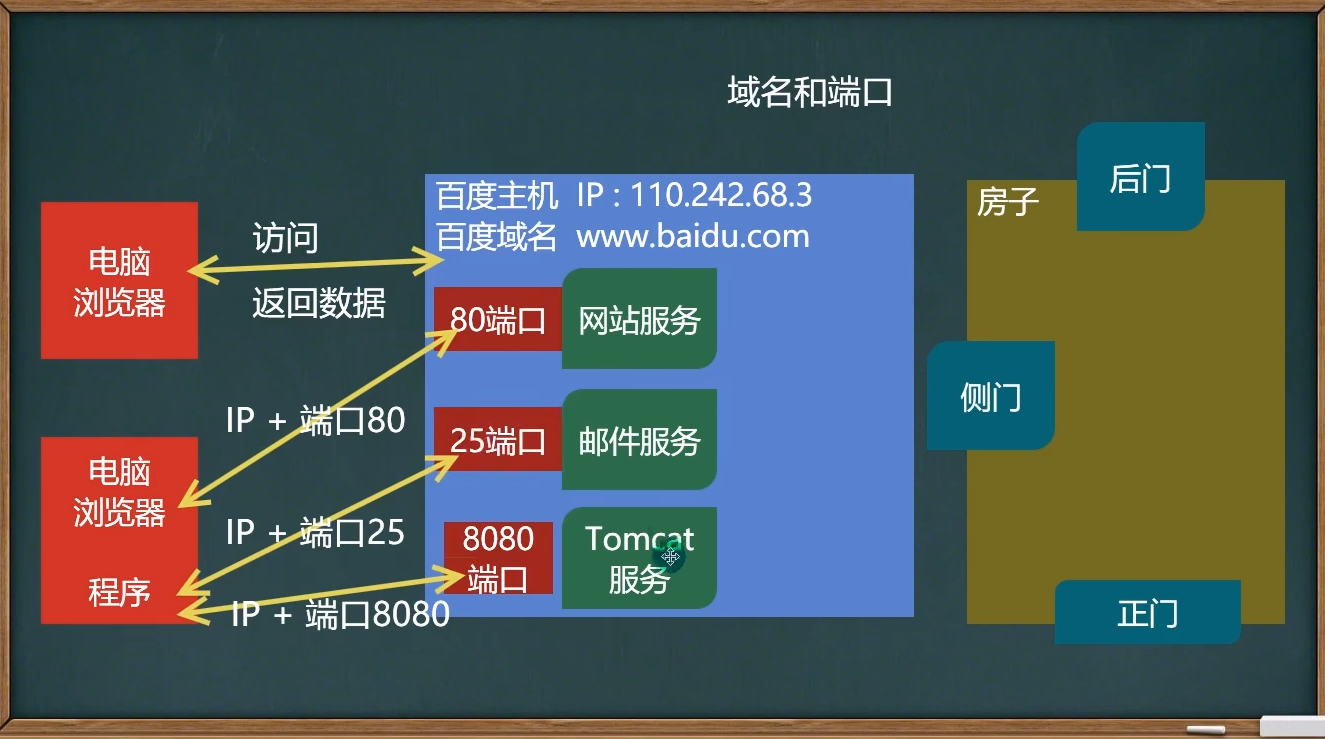 域名和端口
电脑
浏览器
访问
返回数据
百度主机 IP : 110.242.68.3
百度域名 www.baidu.com
80端口
网站服务
25端口
邮件服务
8080
端口
Tomcat
服务
IP + 端口80
IP + 端口25
IP + 端口8080
电脑
浏览器
程序
房子
后门
侧门
正门